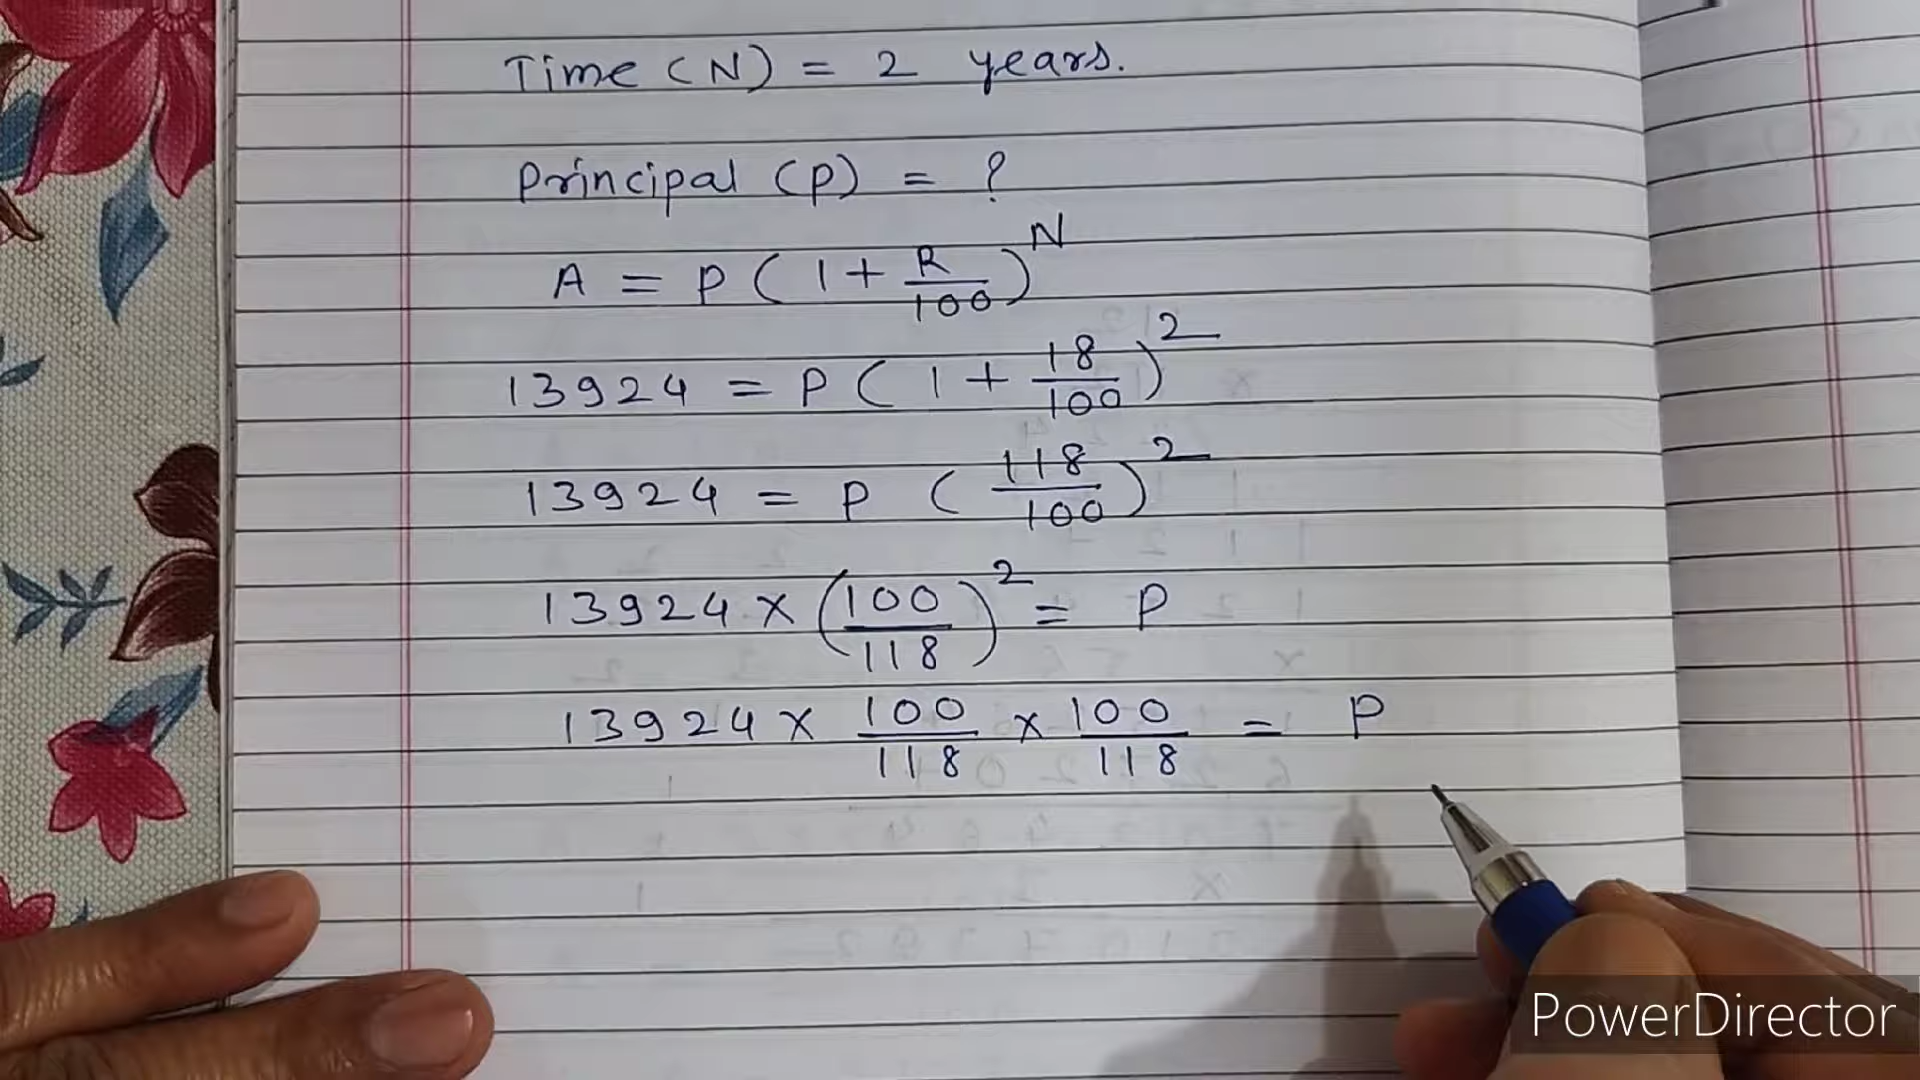 Time (N) = 2 years.
Principal (P) = ?
A = P ( 1 + R/100 )^N
13924 = P ( 1 + 18/100 )^2
13924 = P ( 118/100 )^2
13924 × ( 100/118 )^2 = P
13924 × 100/118 × 100/118 = P
PowerDirector